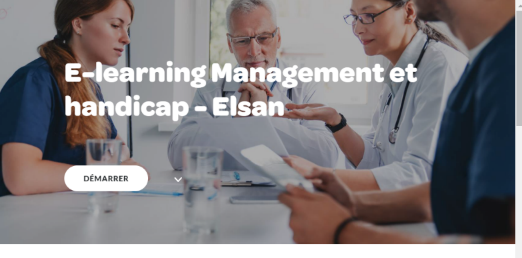 E-learning Management et
handicap - Elsan
DÉMARRER